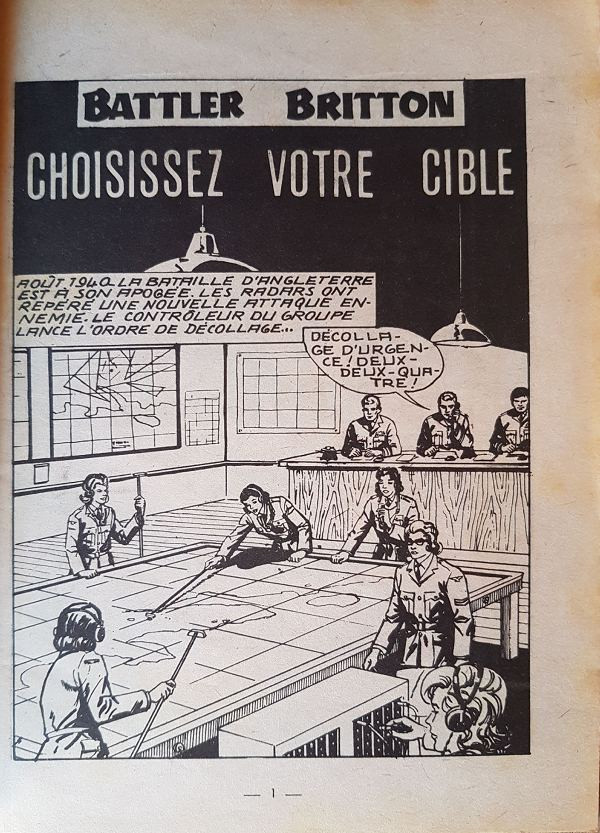 BATTLER BRITTON
CHOISISSEZ VOTRE CIBLE
AOÛT 1940. LA BATAILLE D'ANGLETERRE
EST À SON APOGÉE. LES RADARS ONT
REPÉRÉ UNE NOUVELLE ATTAQUE EN-
NEMIE. LE CONTRÔLEUR DU GROUPE
LANCE L'ORDRE DE DÉCOLLAGE...
DÉCOLLA-
GE D'URGEN-
CE! DEUX-
DEUX-QUA-
TRE!
— 1 —